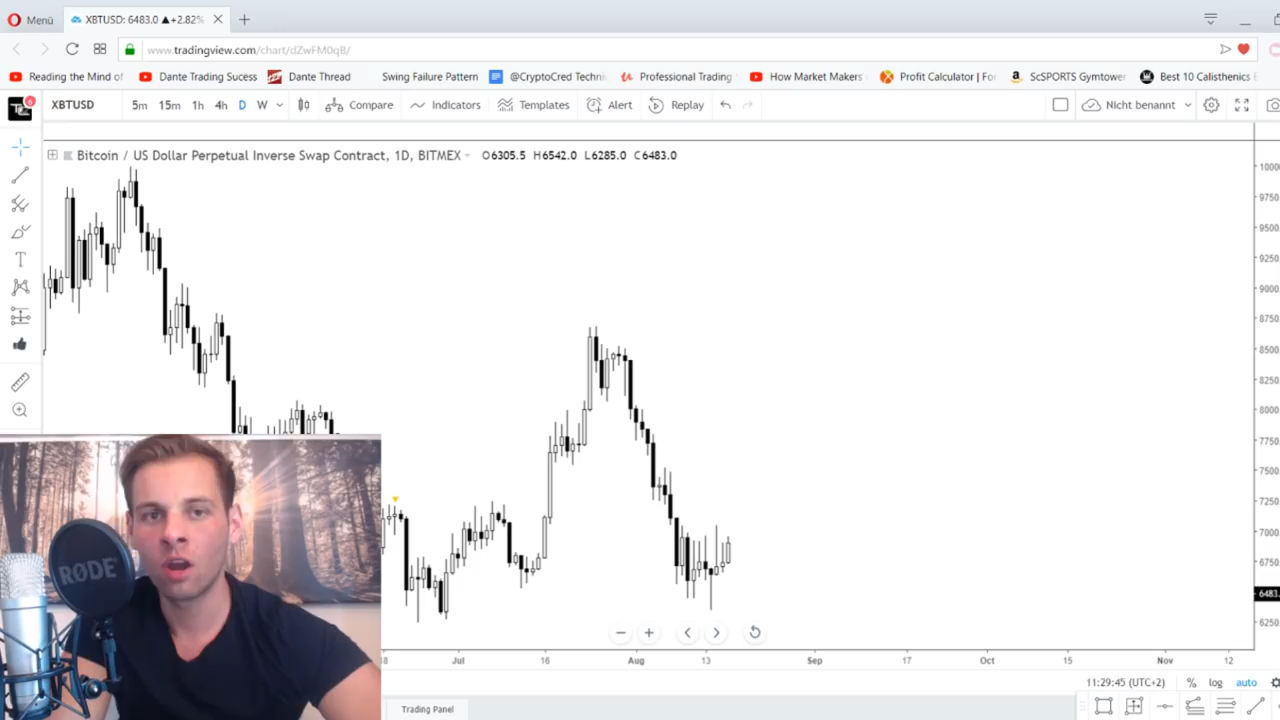 Menü
XBTUSD: 6483.0 ▲+2.82%
www.tradingview.com/chart/dZwFM0qB/
Reading the Mind of
Dante Trading Sucess
Dante Thread
Swing Failure Pattern
@CryptoCred Techni
Professional Trading
How Market Makers
Profit Calculator | Fo
ScSPORTS Gymtower
Best 10 Calisthenics E
6
XBTUSD 5m 15m 1h 4h D W Compare Indicators Templates Alert Replay Nicht benannt
Bitcoin / US Dollar Perpetual Inverse Swap Contract, 1D, BITMEX O6305.5 H6542.0 L6285.0 C6483.0
9750
9500
9250
9000
8750
8500
8250
8000
7750
7500
7250
7000
6750
6483.
6250
RØDE
18 Jul 16 Aug 13 Sep 17 Oct 15 Nov 12
11:29:45 (UTC+2) % log auto
Trading Panel